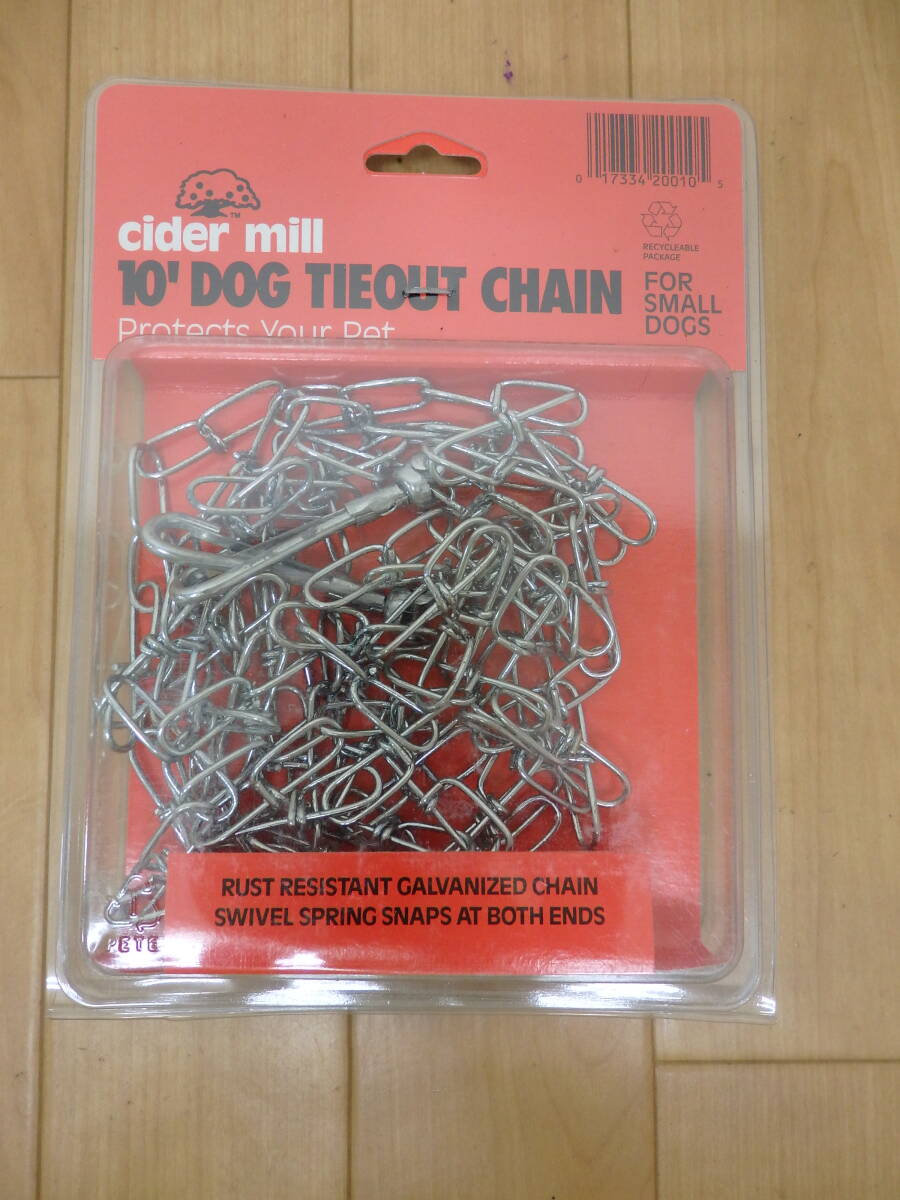 0 17334 20010 5
TM
cider mill
10' DOG TIEOUT CHAIN
Protects Your Pet
RECYCLEABLE
PACKAGE
FOR
SMALL
DOGS
RUST RESISTANT GALVANIZED CHAIN
SWIVEL SPRING SNAPS AT BOTH ENDS
PETE